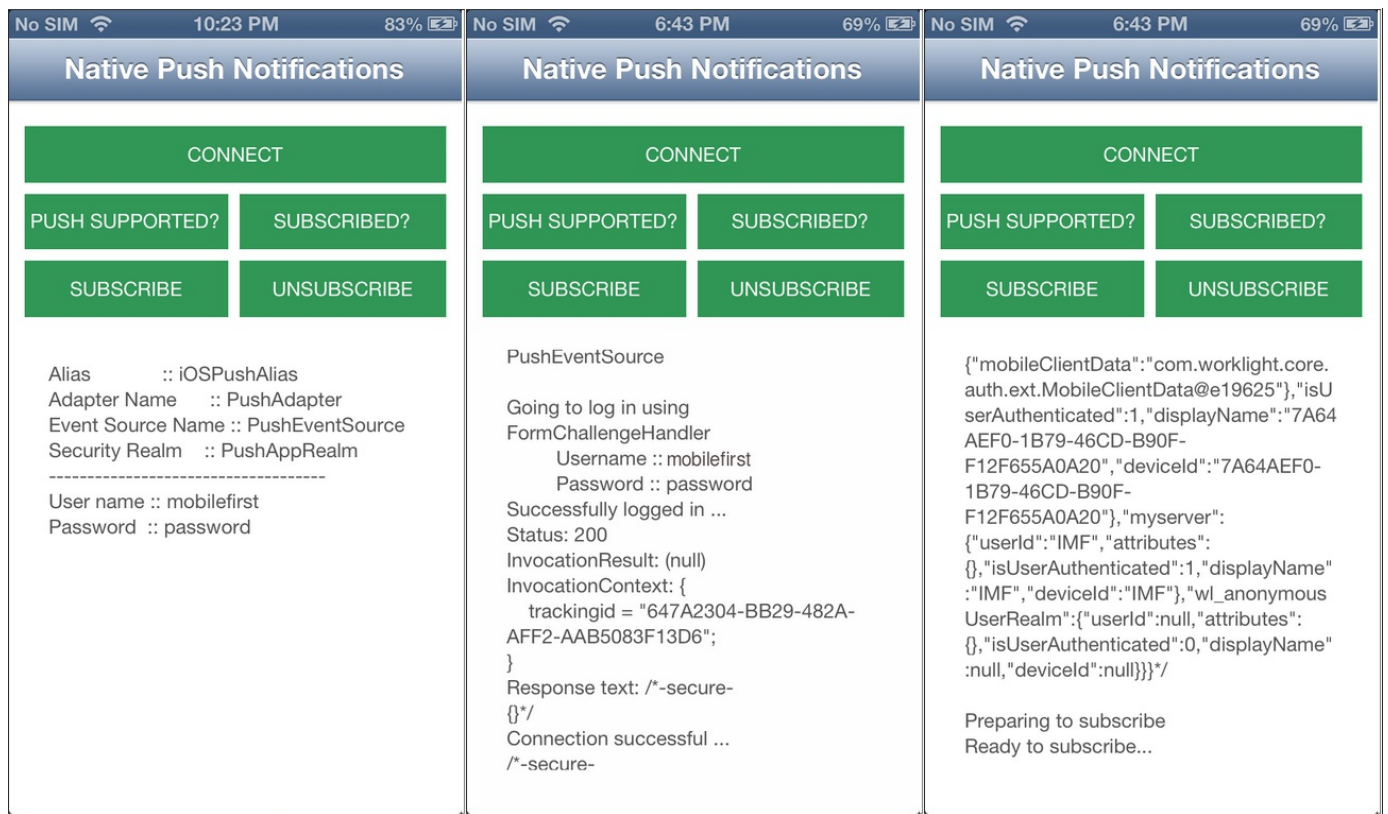 No SIM 10:23 PM 83%
Native Push Notifications
CONNECT
PUSH SUPPORTED? SUBSCRIBED?
SUBSCRIBE UNSUBSCRIBE
Alias :: iOSPushAlias
Adapter Name :: PushAdapter
Event Source Name :: PushEventSource
Security Realm :: PushAppRealm
-----------------------------------
User name :: mobilefirst
Password :: password
No SIM 6:43 PM 69%
Native Push Notifications
CONNECT
PUSH SUPPORTED? SUBSCRIBED?
SUBSCRIBE UNSUBSCRIBE
PushEventSource
Going to log in using
FormChallengeHandler
Username :: mobilefirst
Password :: password
Successfully logged in ...
Status: 200
InvocationResult: (null)
InvocationContext: {
trackingid = "647A2304-BB29-482A-
AFF2-AAB5083F13D6";
}
Response text: /*-secure-
{}*/
Connection successful ...
/*-secure-
No SIM 6:43 PM 69%
Native Push Notifications
CONNECT
PUSH SUPPORTED? SUBSCRIBED?
SUBSCRIBE UNSUBSCRIBE
{"mobileClientData":"com.worklight.core.
auth.ext.MobileClientData@e19625"},"isU
serAuthenticated":1,"displayName":"7A64
AEF0-1B79-46CD-B90F-
F12F655A0A20","deviceId":"7A64AEF0-
1B79-46CD-B90F-
F12F655A0A20"},"myserver":
{"userId":"IMF","attributes":
{},"isUserAuthenticated":1,"displayName"
:"IMF","deviceId":"IMF"},"wl_anonymous
UserRealm":{"userId":null,"attributes":
{},"isUserAuthenticated":0,"displayName"
:null,"deviceId":null}}}*/
Preparing to subscribe
Ready to subscribe...